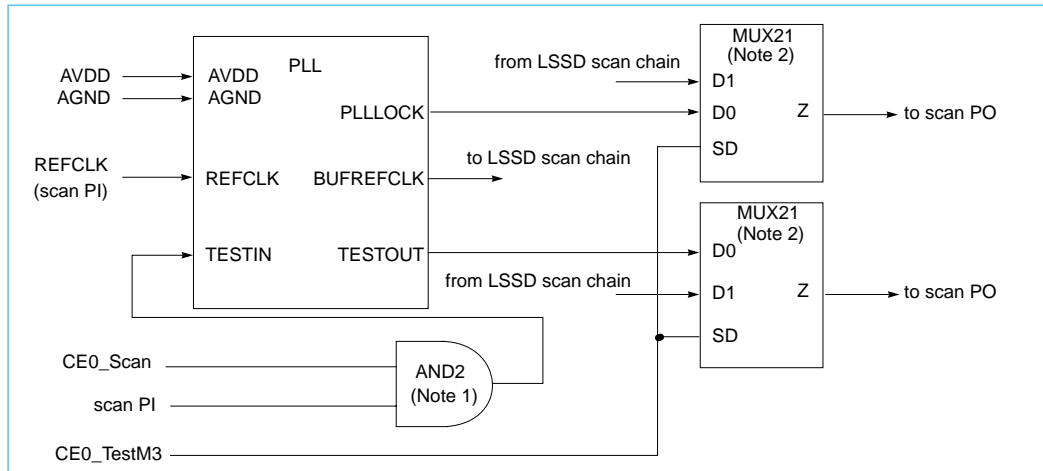 MUX21
(Note 2)
from LSSD scan chain
PLL
AVDD
AVDD
D1
AGND
AGND
PLLLOCK
D0
Z
to scan PO
SD
to LSSD scan chain
REFCLK
(scan PI)
REFCLK
BUFREFCLK
MUX21
(Note 2)
TESTIN
TESTOUT
D0
from LSSD scan chain
D1
Z
to scan PO
SD
CE0_Scan
AND2
(Note 1)
scan PI
CE0_TestM3